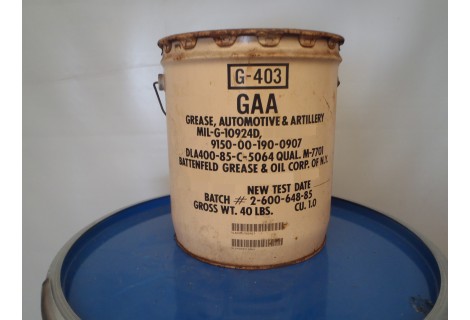 G-403
GAA
GREASE, AUTOMOTIVE & ARTILLERY
MIL-G-10924D,
9150-00-190-0907
DLA400-85-C-5064 QUAL. M-7701
BATTENFELD GREASE & OIL CORP. OF N.Y.
NEW TEST DATE
BATCH # 2-600-648-85
GROSS WT. 40 LBS. CU. 1.0